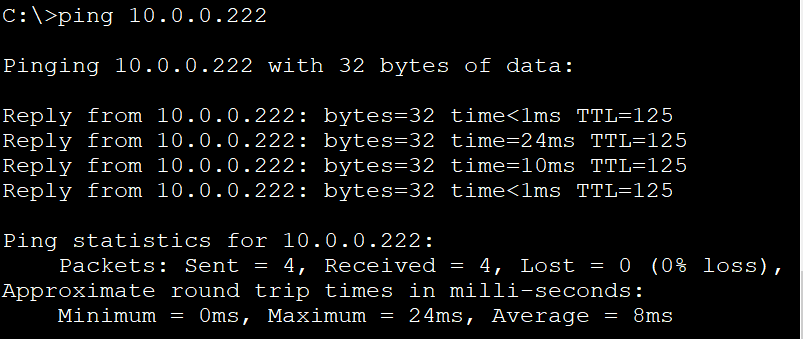 C:\>ping 10.0.0.222
Pinging 10.0.0.222 with 32 bytes of data:
Reply from 10.0.0.222: bytes=32 time<1ms TTL=125
Reply from 10.0.0.222: bytes=32 time=24ms TTL=125
Reply from 10.0.0.222: bytes=32 time=10ms TTL=125
Reply from 10.0.0.222: bytes=32 time<1ms TTL=125
Ping statistics for 10.0.0.222:
Packets: Sent = 4, Received = 4, Lost = 0 (0% loss),
Approximate round trip times in milli-seconds:
Minimum = 0ms, Maximum = 24ms, Average = 8ms